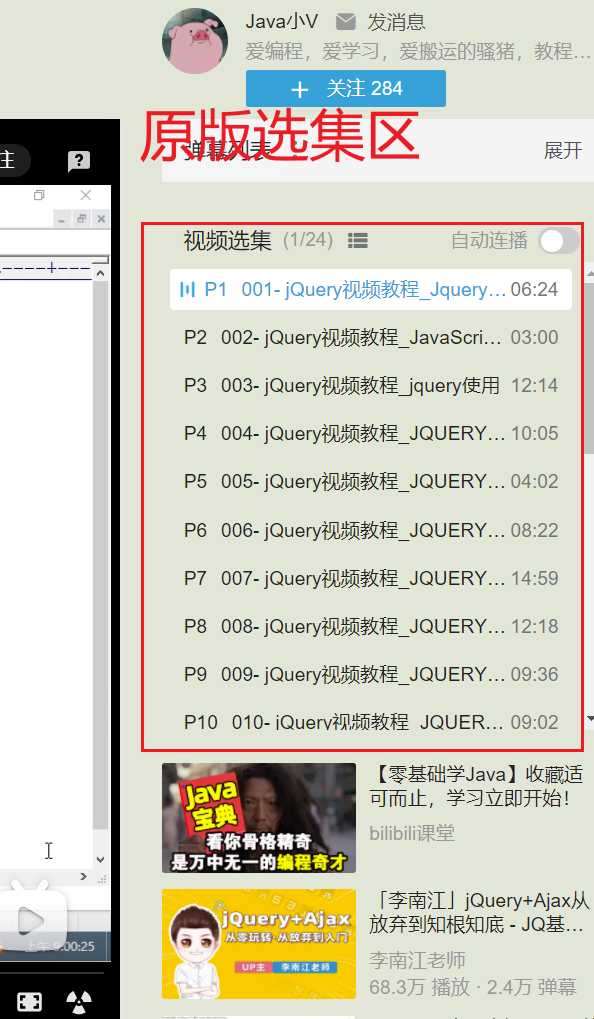 Java小V 发消息
爱编程，爱学习，爱搬运的骚猪，教程...
+ 关注 284
原版选集区
弹幕列表 展开
主
视频选集 (1/24) 自动连播
P1 001- jQuery视频教程_Jquery... 06:24
P2 002- jQuery视频教程_JavaScri... 03:00
P3 003- jQuery视频教程_jquery使用 12:14
P4 004- jQuery视频教程_JQUERY... 10:05
P5 005- jQuery视频教程_JQUERY... 04:02
P6 006- jQuery视频教程_JQUERY... 08:22
P7 007- jQuery视频教程_JQUERY... 14:59
P8 008- jQuery视频教程_JQUERY... 12:18
P9 009- jQuery视频教程_JQUERY... 09:36
P10 010- jQuery视频教程_JQUER... 09:02
Java
宝典
看你骨格精奇
是万中无一的编程奇才
【零基础学Java】收藏适
可而止，学习立即开始！
bilibili课堂
jQuery+Ajax
从零玩转·从放弃到入门
UP主 李南江老师
「李南江」jQuery+Ajax从
放弃到知根知底 - JQ基...
李南江老师
68.3万 播放 · 2.4万 弹幕
上午 9:00:25